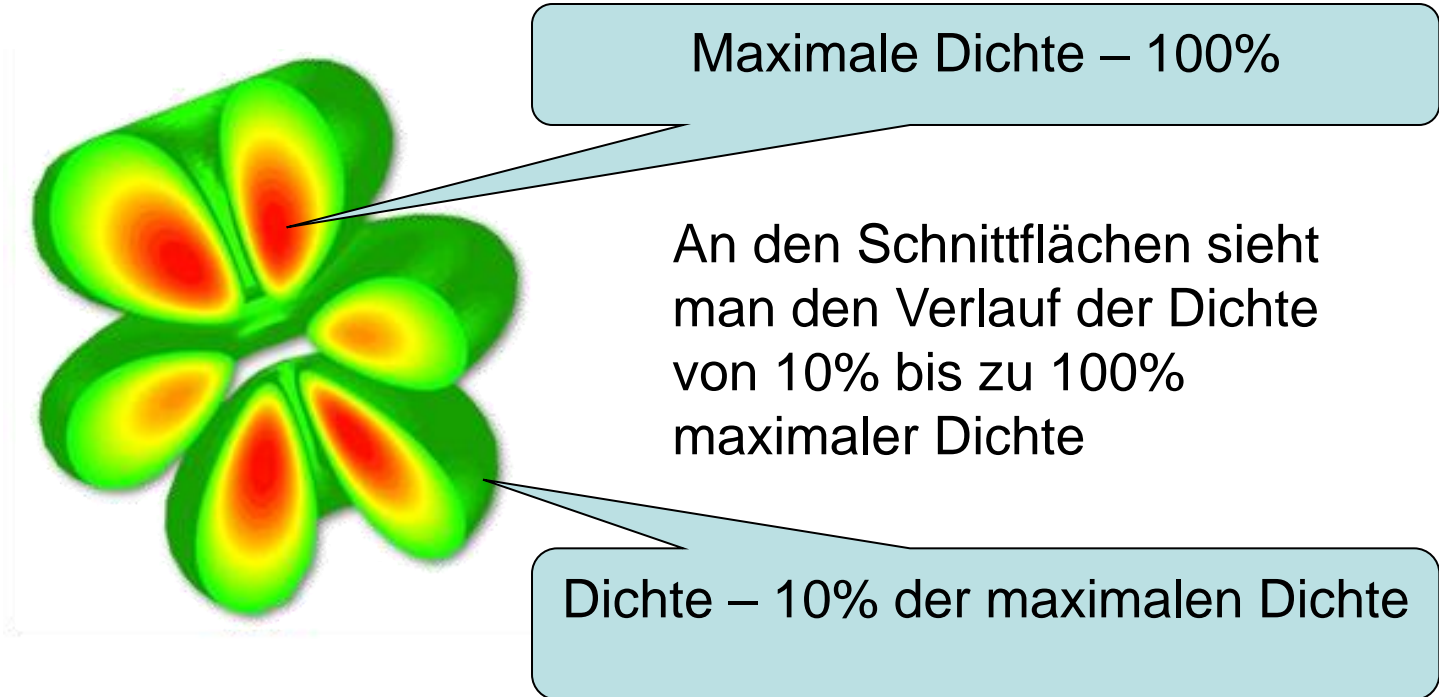 Maximale Dichte – 100%
An den Schnittflächen sieht
man den Verlauf der Dichte
von 10% bis zu 100%
maximaler Dichte
Dichte – 10% der maximalen Dichte